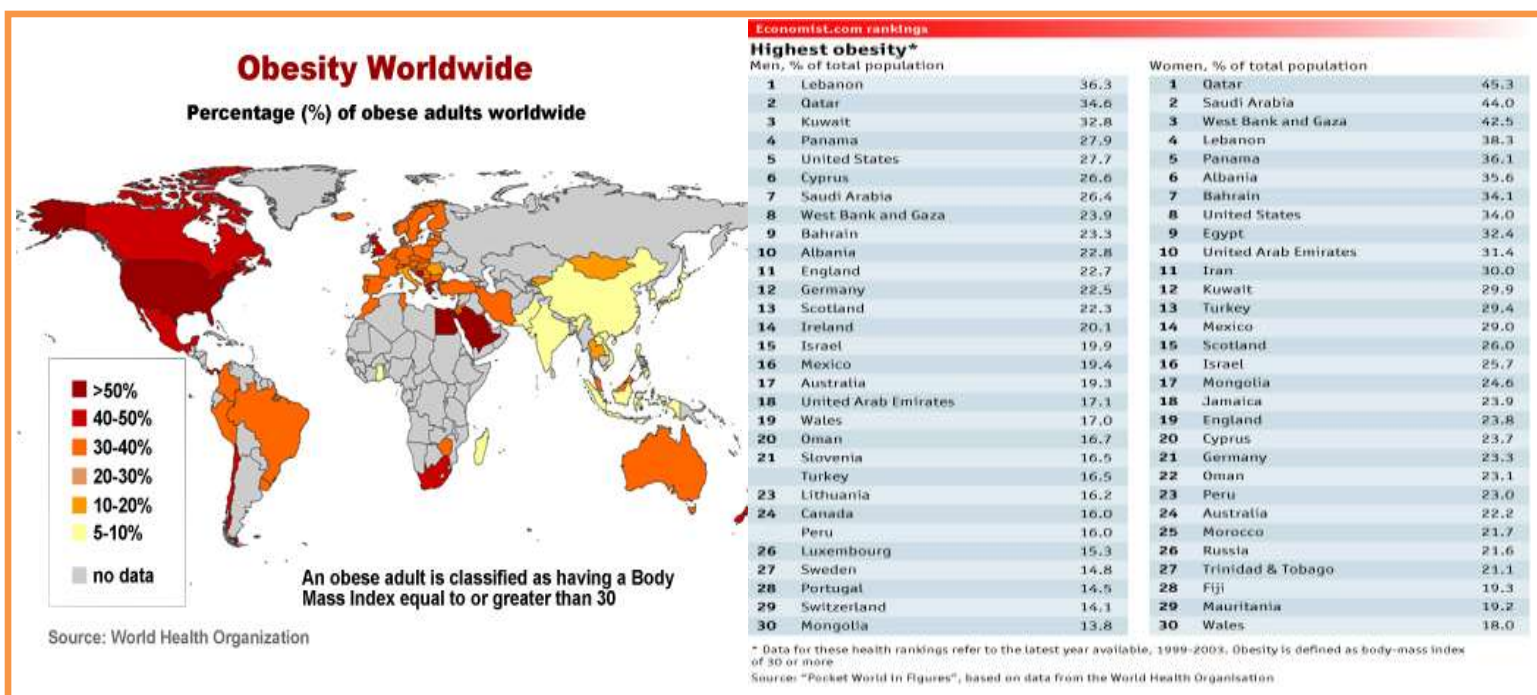 Obesity Worldwide
Percentage (%) of obese adults worldwide
>50%
40-50%
30-40%
20-30%
10-20%
5-10%
no data
An obese adult is classified as having a Body
Mass Index equal to or greater than 30
Source: World Health Organization
Economist.com rankings
Highest obesity*
Men, % of total population
1 Lebanon 36.3
2 Qatar 34.6
3 Kuwait 32.8
4 Panama 27.9
5 United States 27.7
6 Cyprus 26.6
7 Saudi Arabia 26.4
8 West Bank and Gaza 23.9
9 Bahrain 23.3
10 Albania 22.8
11 England 22.7
12 Germany 22.5
13 Scotland 22.3
14 Ireland 20.1
15 Israel 19.9
16 Mexico 19.4
17 Australia 19.3
18 United Arab Emirates 17.1
19 Wales 17.0
20 Oman 16.7
21 Slovenia 16.5
Turkey 16.5
23 Lithuania 16.2
24 Canada 16.0
Peru 16.0
26 Luxembourg 15.3
27 Sweden 14.8
28 Portugal 14.5
29 Switzerland 14.1
30 Mongolia 13.8
Women, % of total population
1 Qatar 45.3
2 Saudi Arabia 44.0
3 West Bank and Gaza 42.5
4 Lebanon 38.3
5 Panama 36.1
6 Albania 35.6
7 Bahrain 34.1
8 United States 34.0
9 Egypt 32.4
10 United Arab Emirates 31.4
11 Iran 30.0
12 Kuwait 29.9
13 Turkey 29.4
14 Mexico 29.0
15 Scotland 26.0
16 Israel 25.7
17 Mongolia 24.6
18 Jamaica 23.9
19 England 23.8
20 Cyprus 23.7
21 Germany 23.3
22 Oman 23.1
23 Peru 23.0
24 Australia 22.2
25 Morocco 21.7
26 Russia 21.6
27 Trinidad & Tobago 21.1
28 Fiji 19.3
29 Mauritania 19.2
30 Wales 18.0
* Data for these health rankings refer to the latest year available, 1999-2003. Obesity is defined as body-mass index
of 30 or more
Source: "Pocket World in Figures", based on data from the World Health Organisation